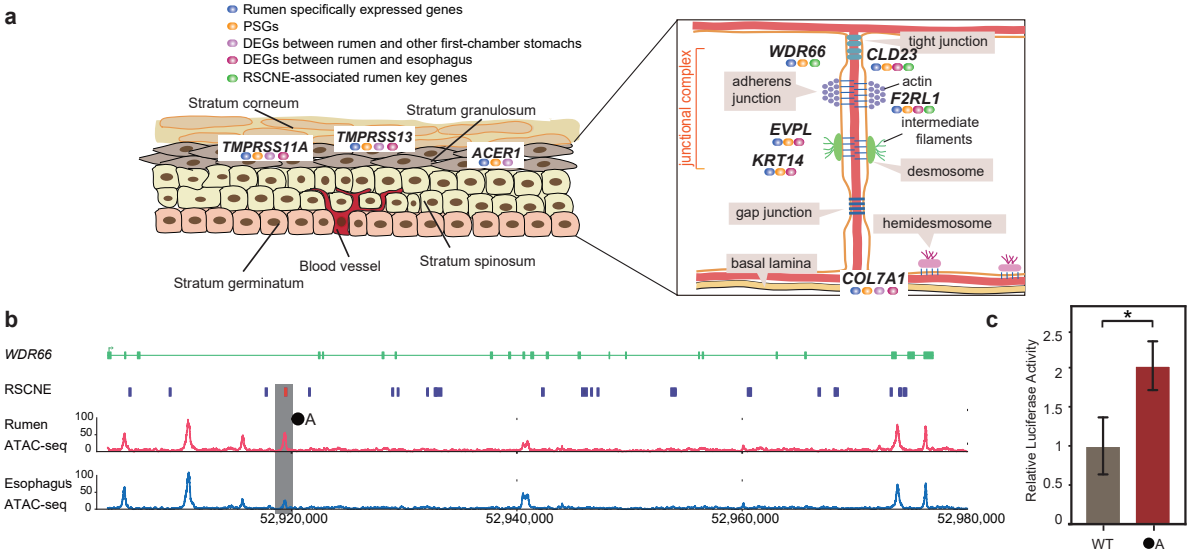 a
Rumen specifically expressed genes
PSGs
DEGs between rumen and other first-chamber stomachs
DEGs between rumen and esophagus
RSCNE-associated rumen key genes
Stratum corneum
Stratum granulosum
TMPRSS11A
TMPRSS13
ACER1
Stratum germinatum
Blood vessel
Stratum spinosum
junctional complex
WDR66
tight junction
CLD23
adherens
junction
actin
F2RL1
EVPL
intermediate
filaments
KRT14
desmosome
gap junction
hemidesmosome
basal lamina
COL7A1
b
WDR66
RSCNE
A
Rumen
ATAC-seq
100
50
0
Esophagus
ATAC-seq
100
50
0
52,920,000
52,940,000
52,960,000
52,980,000
c
Relative Luciferase Activity
2.5
2
1.5
1
0.5
0
*
WT
●A